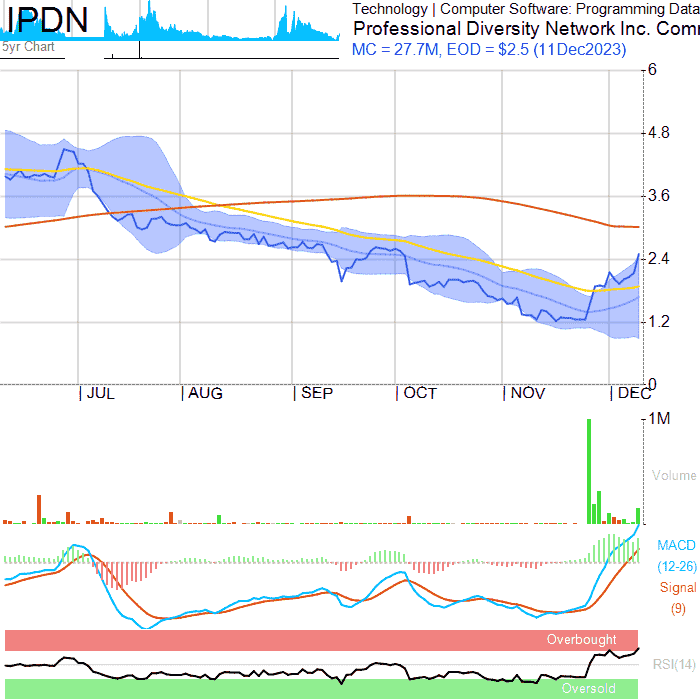 IPDN
5yr Chart
Technology | Computer Software: Programming Data
Professional Diversity Network Inc. Comm
MC = 27.7M, EOD = $2.5 (11Dec2023)
6
4.8
3.6
2.4
1.2
0
JUL AUG SEP OCT NOV DEC
1M
Volume
MACD
(12-26)
Signal
(9)
Overbought
RSI(14)
Oversold